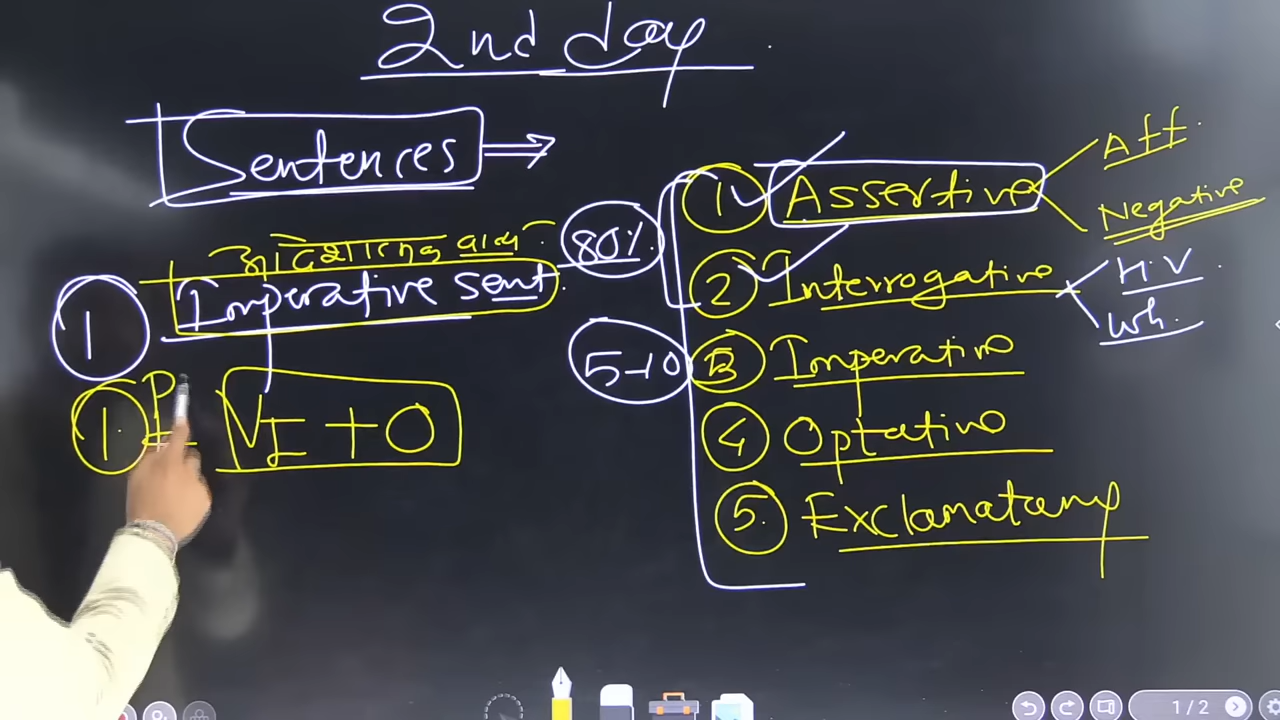 2nd day
Sentences ⇒
आदेशात्मक वाक्य
① Imperative sent.
① P V I + O
80%
5-10
① Assertive
Aff.
Negative
② Interrogative
H.V
Wh.
③ Imperative
④ Optative
⑤ Exclamatory
1 / 2